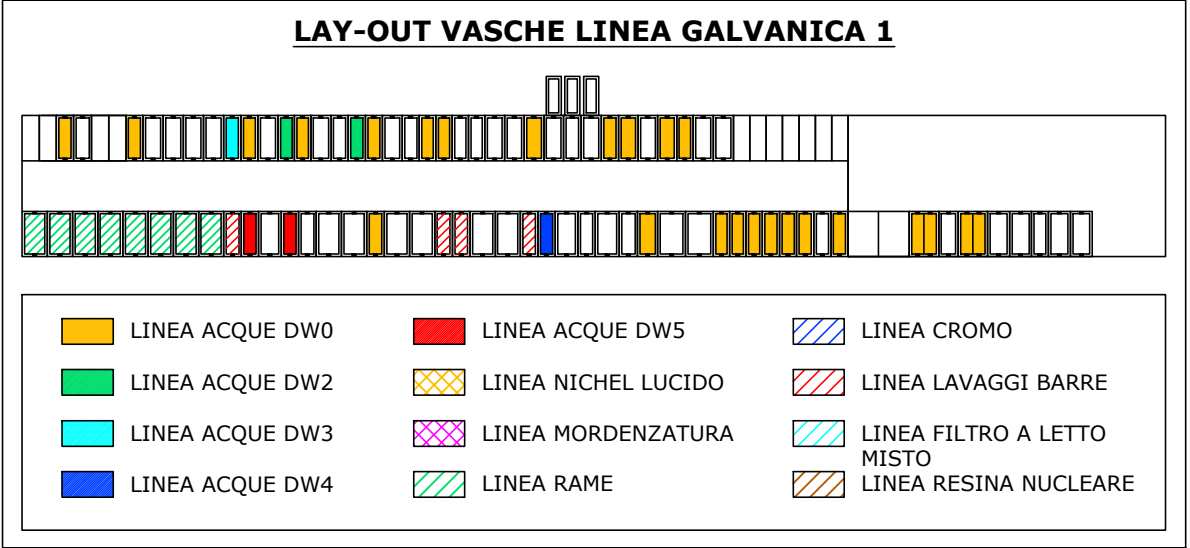 LAY-OUT VASCHE LINEA GALVANICA 1
LINEA ACQUE DW0
LINEA ACQUE DW2
LINEA ACQUE DW3
LINEA ACQUE DW4
LINEA ACQUE DW5
LINEA NICHEL LUCIDO
LINEA MORDENZATURA
LINEA RAME
LINEA CROMO
LINEA LAVAGGI BARRE
LINEA FILTRO A LETTO
MISTO
LINEA RESINA NUCLEARE